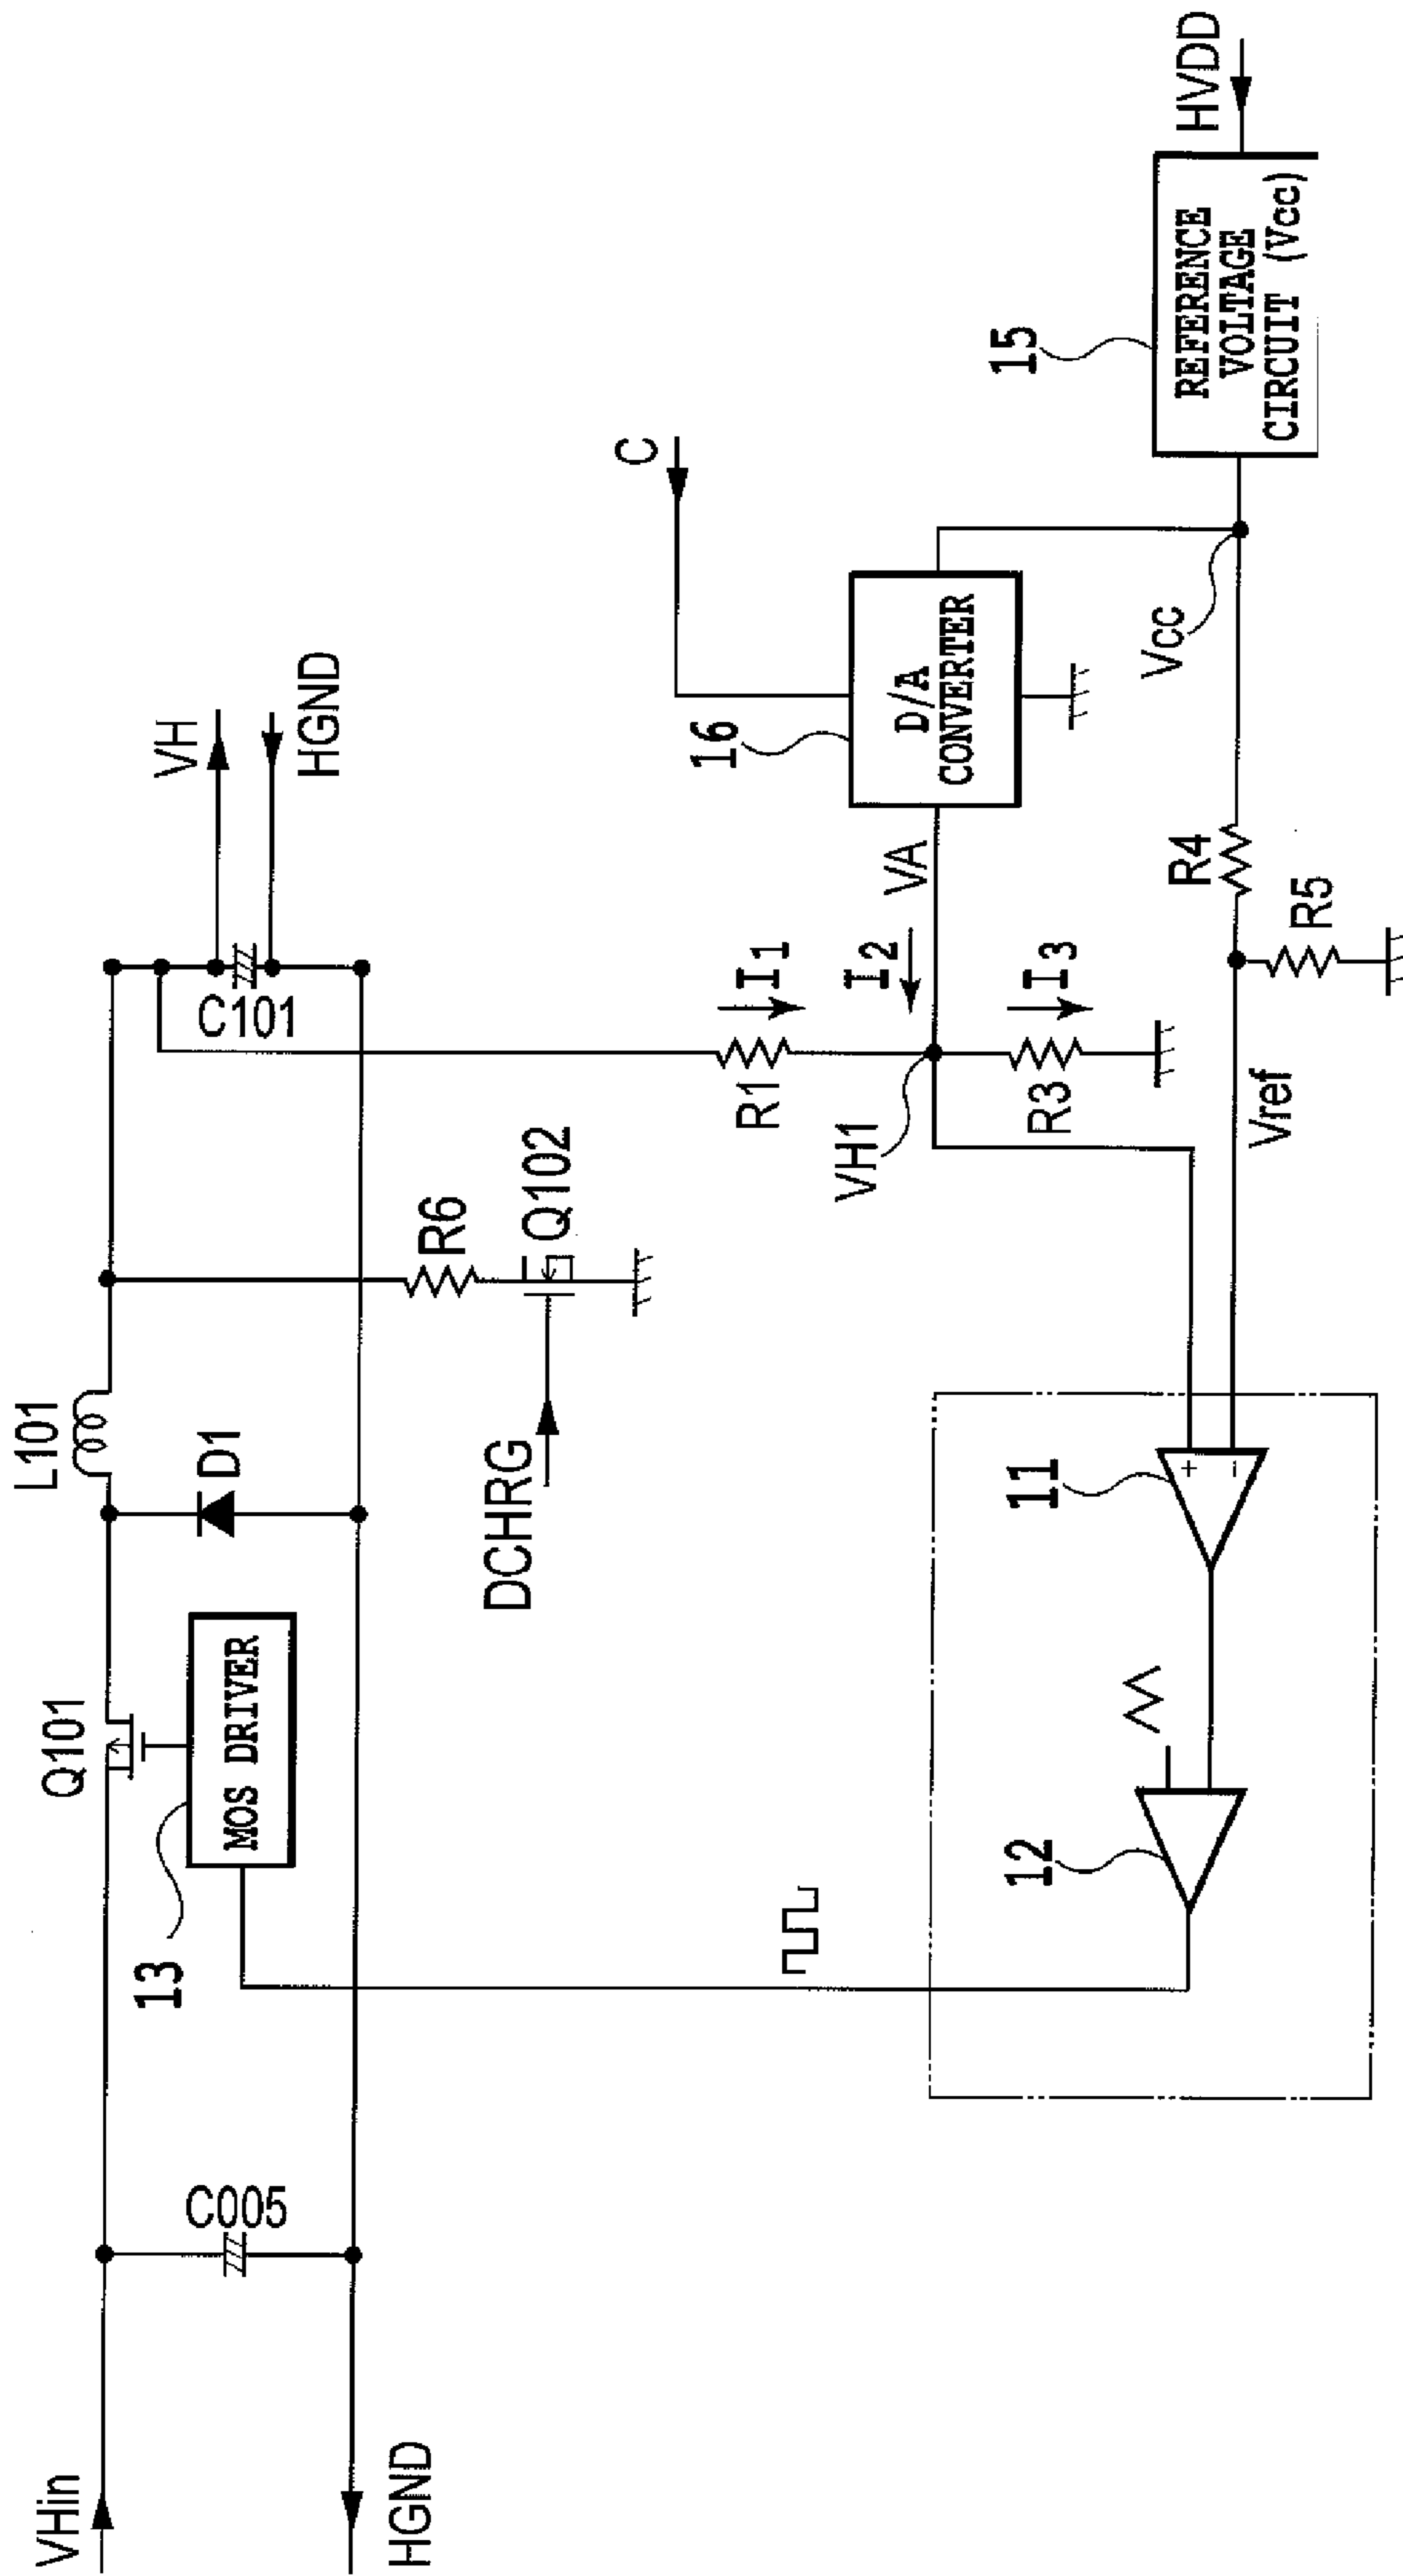 VHin
HGND
C005
Q101
13
MOS DRIVER
D1
L101
DCHRG
R6
Q102
C101
VH
HGND
R1
I1
VH1
I2
VA
R3
I3
16
D/A
CONVERTER
C
Vcc
15
REFERENCE
VOLTAGE
CIRCUIT (Vcc)
HVDD
R4
R5
Vref
11
+
−
12